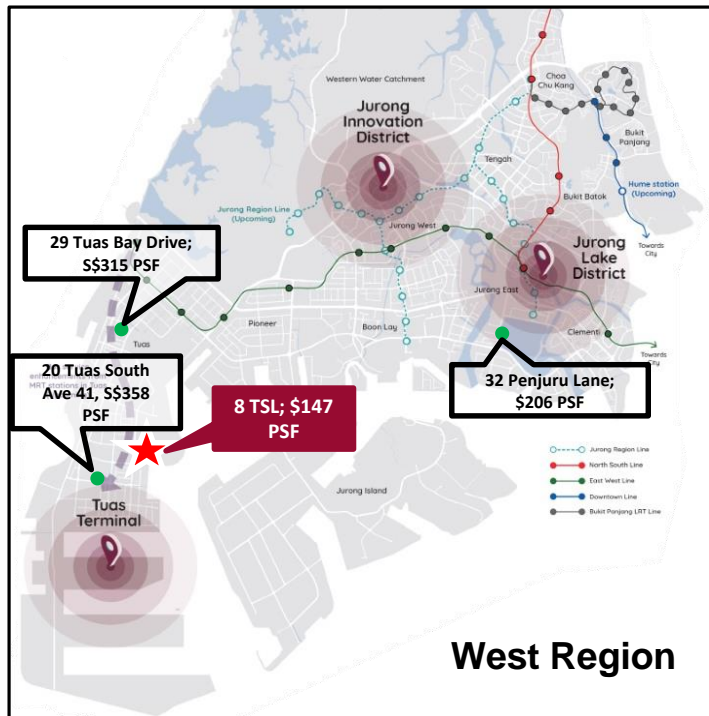 Western Water Catchment
Choa
Chu Kang
Bukit
Panjang
Jurong
Innovation
District
Tengah
Hume station
(Upcoming)
Bukit Batok
Jurong Region Line
(Upcoming)
Jurong West
Towards
City
29 Tuas Bay Drive;
S$315 PSF
Jurong
Lake
District
Jurong East
Pioneer
Boon Lay
Tuas
Clementi
Towards
City
20 Tuas South
Ave 41, S$358
PSF
MRT stations in Tuas
8 TSL; $147
PSF
32 Penjuru Lane;
$206 PSF
Jurong Region Line
North South Line
East West Line
Downtown Line
Bukit Panjang LRT Line
Jurong Island
Tuas
Terminal
West Region